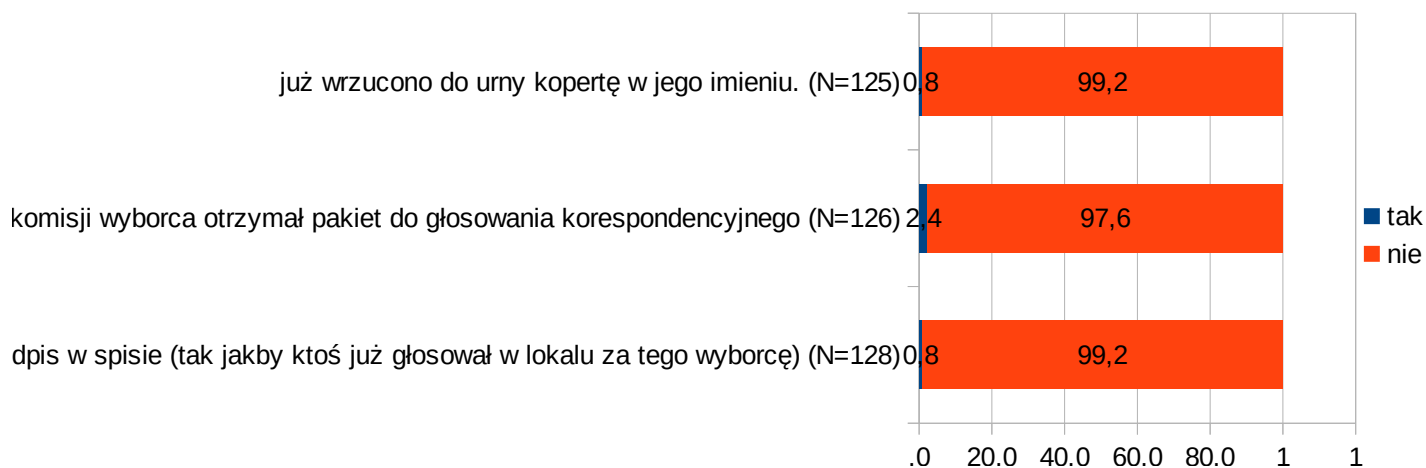 już wrzucono do urny kopertę w jego imieniu. (N=125) 0,8 99,2
komisji wyborca otrzymał pakiet do głosowania korespondencyjnego (N=126) 2,4 97,6
tak
nie
dpis w spisie (tak jakby ktoś już głosował w lokalu za tego wyborcę) (N=128) 0,8 99,2
.0 20.0 40.0 60.0 80.0 1 1